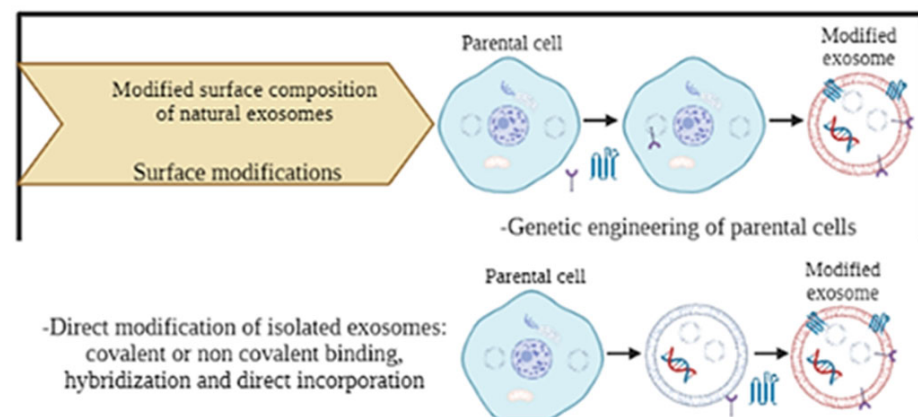 Parental cell
Modified
exosome
Modified surface composition
of natural exosomes
Surface modifications
-Genetic engineering of parental cells
Parental cell
Modified
exosome
-Direct modification of isolated exosomes:
covalent or non covalent binding,
hybridization and direct incorporation